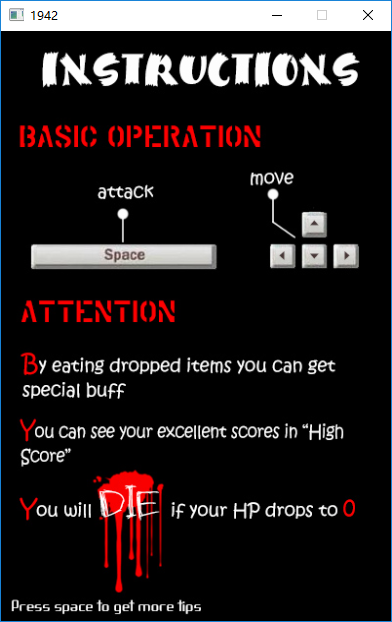 1942
INSTRUCTIONS
BASIC OPERATION
attack
move
Space
ATTENTION
By eating dropped items you can get
special buff
You can see your excellent scores in “High
Score”
You will DIE if your HP drops to 0
Press space to get more tips